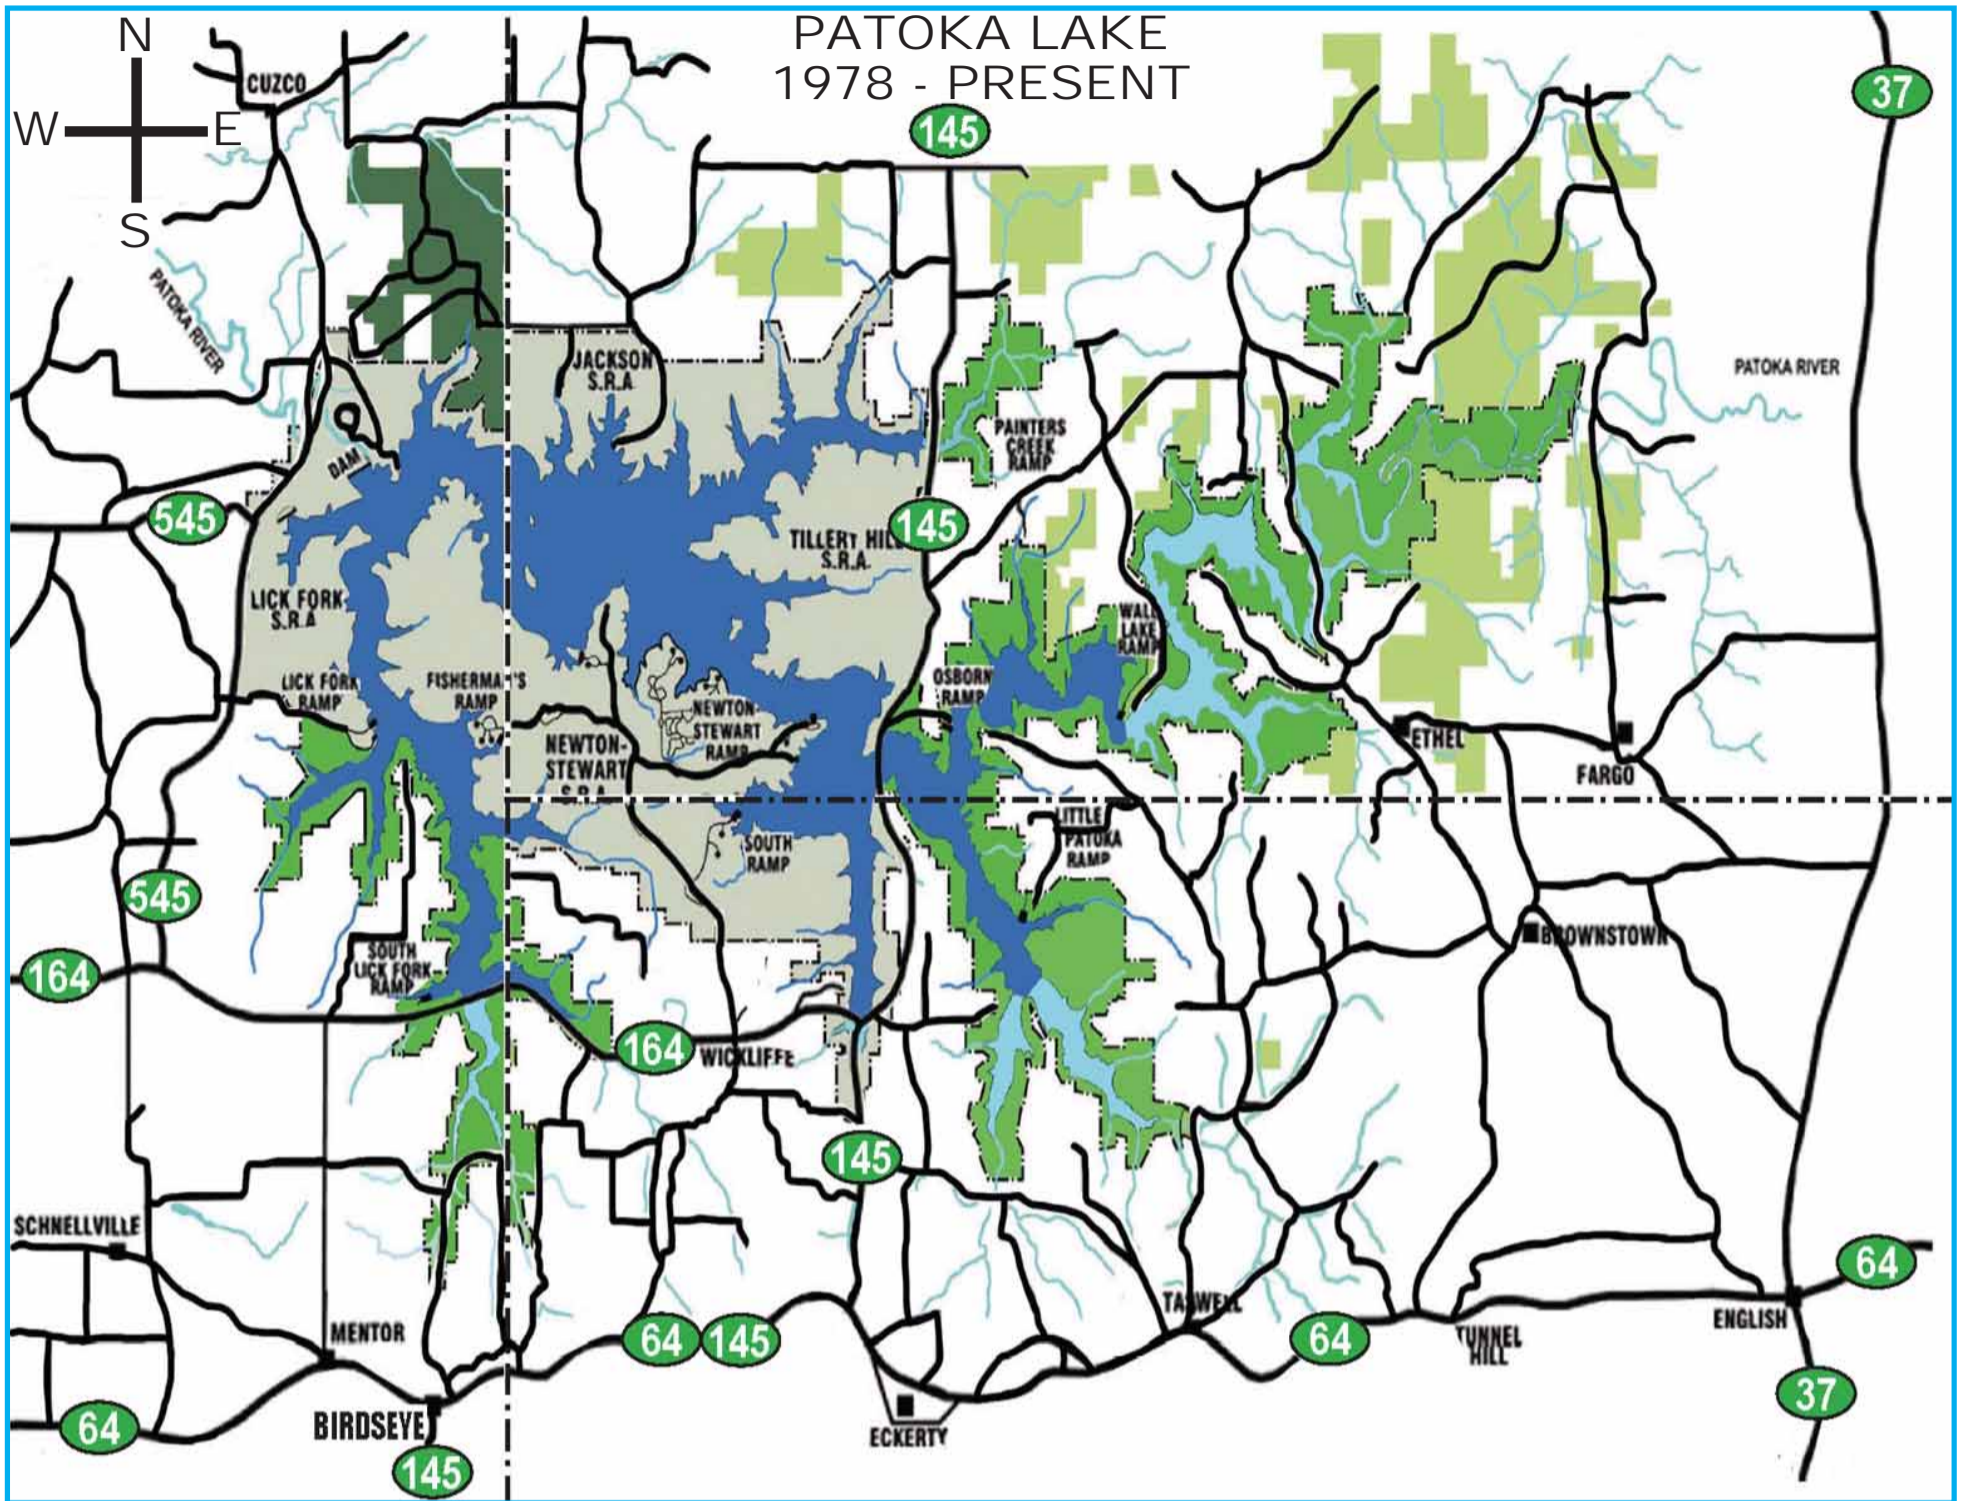 PATOKA LAKE
1978 - PRESENT
N
W
E
S
CUZCO
145
37
PATOKA RIVER
JACKSON
S.R.A.
PATOKA RIVER
PAINTERS
CREEK
RAMP
DAM
545
145
TILLERY HILL
S.R.A.
LICK FORK
S.R.A
WALL
LAKE
RAMP
LICK FORK
RAMP
FISHERMAN'S
RAMP
OSBORN
RAMP
NEWTON-
STEWART
RAMP
NEWTON-
STEWART
S.R.A.
ETHEL
FARGO
LITTLE
PATOKA
RAMP
SOUTH
RAMP
545
BROWNSTOWN
SOUTH
LICK FORK
RAMP
164
164
WICKLIFFE
145
SCHNELLVILLE
64
TASWELL
ENGLISH
MENTOR
64
145
64
TUNNEL
HILL
37
64
BIRDSEYE
ECKERTY
145